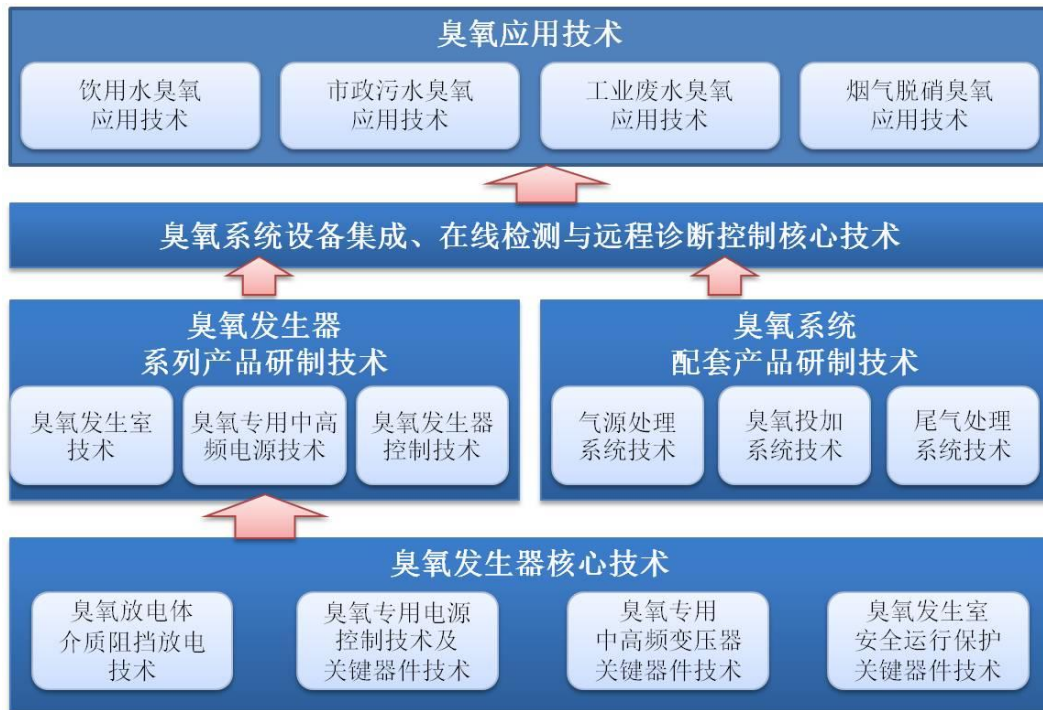 臭氧应用技术
饮用水臭氧
应用技术
市政污水臭氧
应用技术
工业废水臭氧
应用技术
烟气脱硝臭氧
应用技术
臭氧系统设备集成、在线检测与远程诊断控制核心技术
臭氧发生器
系列产品研制技术
臭氧发生室
技术
臭氧专用中高
频电源技术
臭氧发生器
控制技术
臭氧系统
配套产品研制技术
气源处理
系统技术
臭氧投加
系统技术
尾气处理
系统技术
臭氧发生器核心技术
臭氧放电体
介质阻挡放电
技术
臭氧专用电源
控制技术及
关键器件技术
臭氧专用
中高频变压器
关键器件技术
臭氧发生室
安全运行保护
关键器件技术